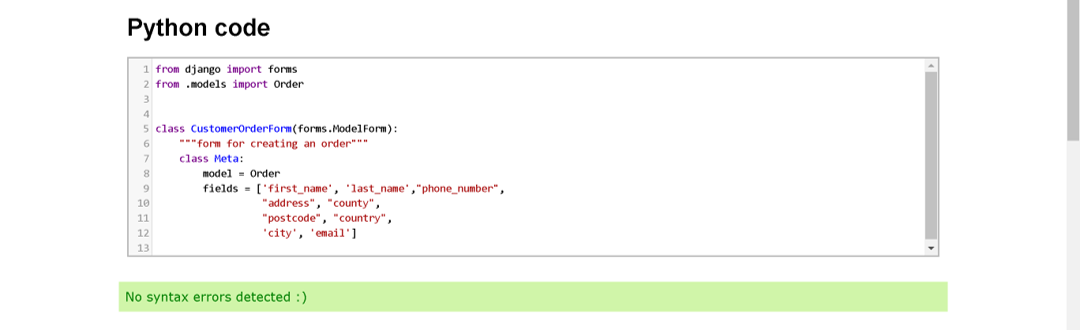 Python code
1 from django import forms
2 from .models import Order
3
4
5 class CustomerOrderForm(forms.ModelForm):
6     """form for creating an order"""
7     class Meta:
8         model = Order
9         fields = ['first_name', 'last_name',"phone_number",
10                   "address", "county",
11                   "postcode", "country",
12                   'city', 'email']
13
No syntax errors detected :)